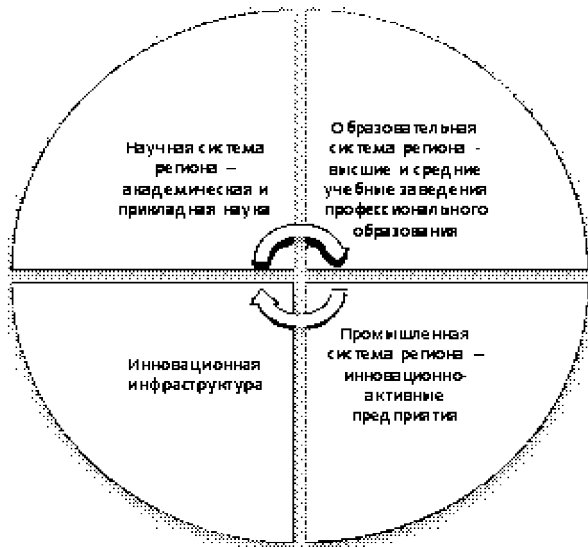 Научная система
региона –
академическая и
прикладная наука
Образовательная
система региона -
высшие и средние
учебные заведения
профессионального
образования
Инновационная
инфраструктура
Промышленная
система региона –
инновационно-
активные
предприятия